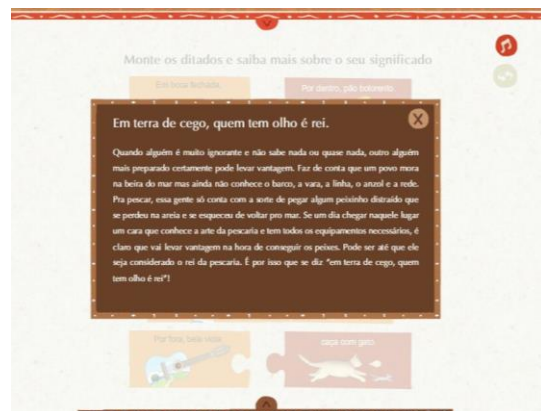 Monte os ditados e saiba mais sobre o seu significado
Em boca fechada,
Por dentro, pão bolorento
Em terra de cego, quem tem olho é rei.
X
Quando alguém é muito ignorante e não sabe nada ou quase nada, outro alguém
mais preparado certamente pode levar vantagem. Faz de conta que um povo mora
na beira do mar mas ainda não conhece o barco, a vara, a linha, o anzol e a rede.
Pra pescar, essa gente só conta com a sorte de pegar algum peixinho distraído que
se perdeu na areia e se esqueceu de voltar pro mar. Se um dia chegar naquele lugar
um cara que conhece a arte da pescaria e tem todos os equipamentos necessários, é
claro que vai levar vantagem na hora de conseguir os peixes. Pode ser até que ele
seja considerado o rei da pescaria. É por isso que se diz "em terra de cego, quem
tem olho é rei"!
Por fora, bela viola
caça com gato